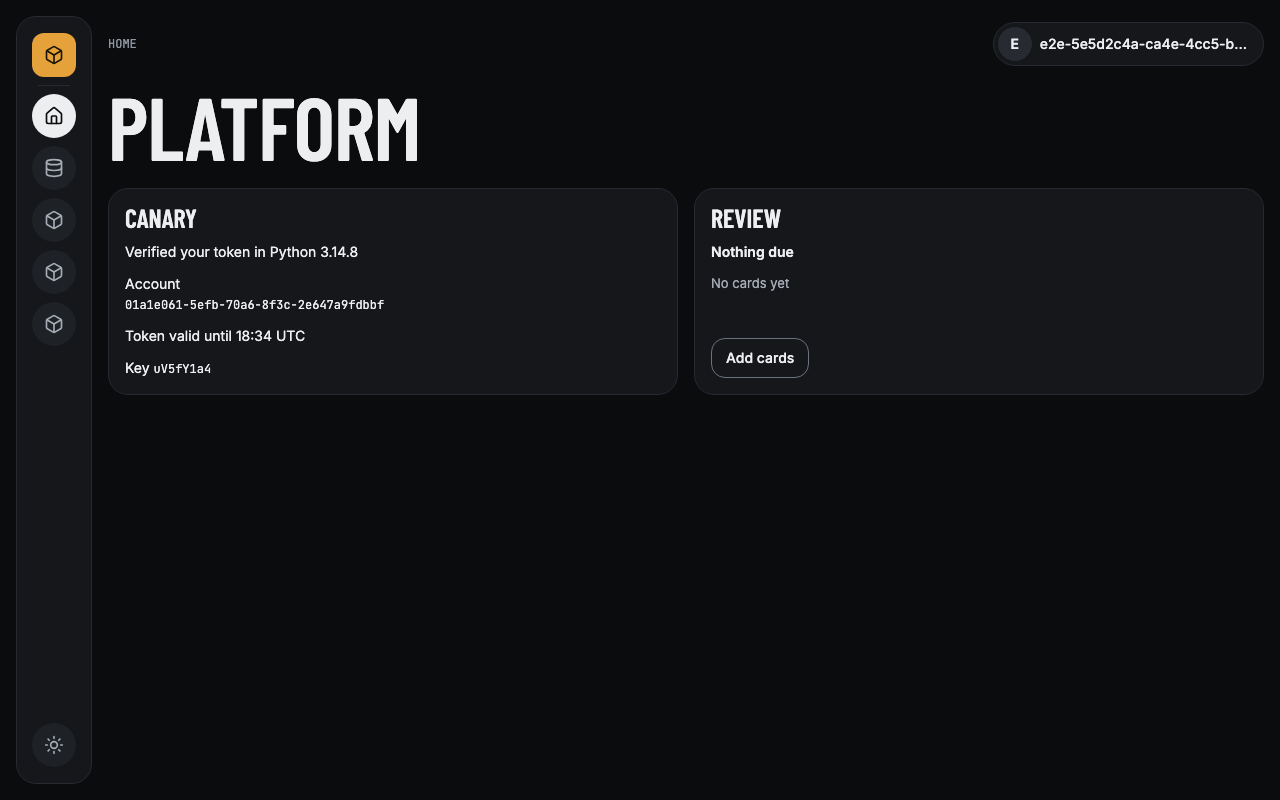 HOME
E
e2e-5e5d2c4a-ca4e-4cc5-b...
PLATFORM
CANARY
Verified your token in Python 3.14.8
Account
01a1e061-5efb-70a6-8f3c-2e647a9fdbbf
Token valid until 18:34 UTC
Key uV5fY1a4
REVIEW
Nothing due
No cards yet
Add cards